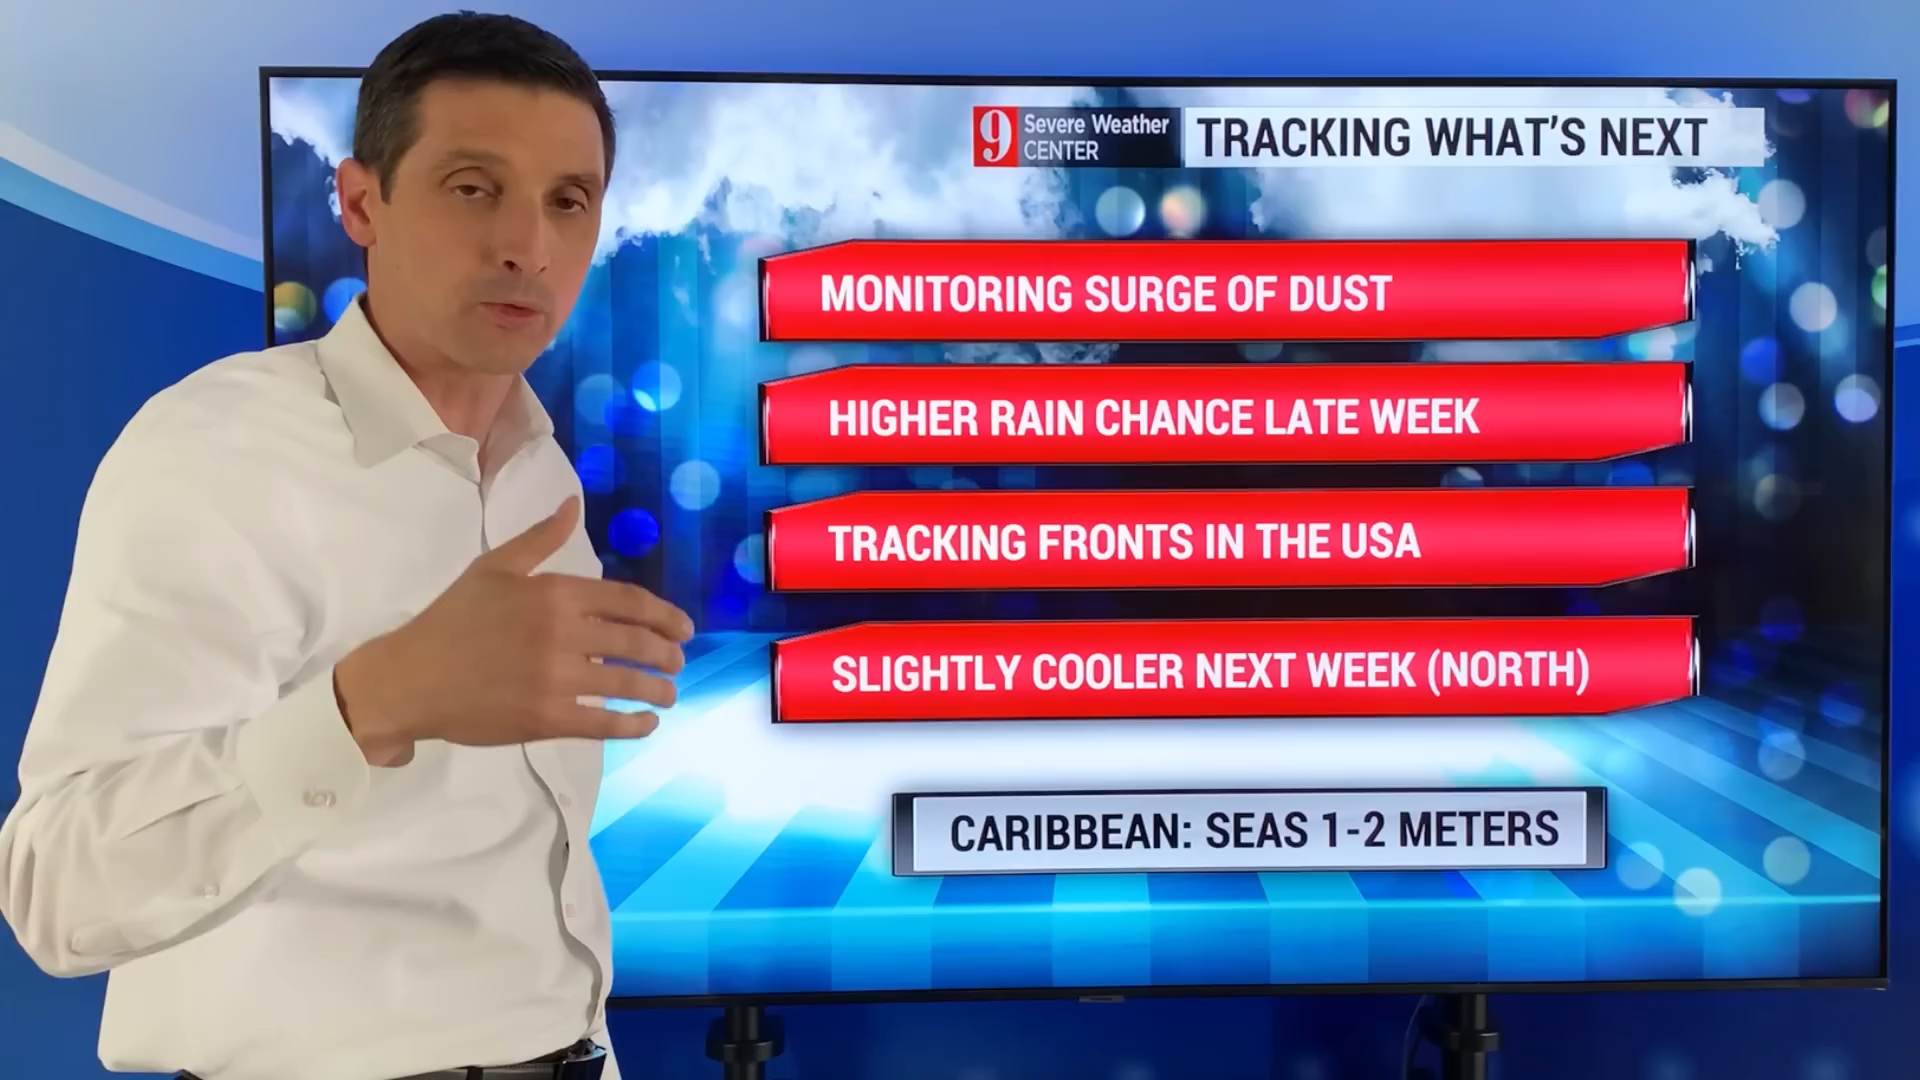 9
Severe Weather
CENTER
TRACKING WHAT'S NEXT
MONITORING SURGE OF DUST
HIGHER RAIN CHANCE LATE WEEK
TRACKING FRONTS IN THE USA
SLIGHTLY COOLER NEXT WEEK (NORTH)
CARIBBEAN: SEAS 1-2 METERS